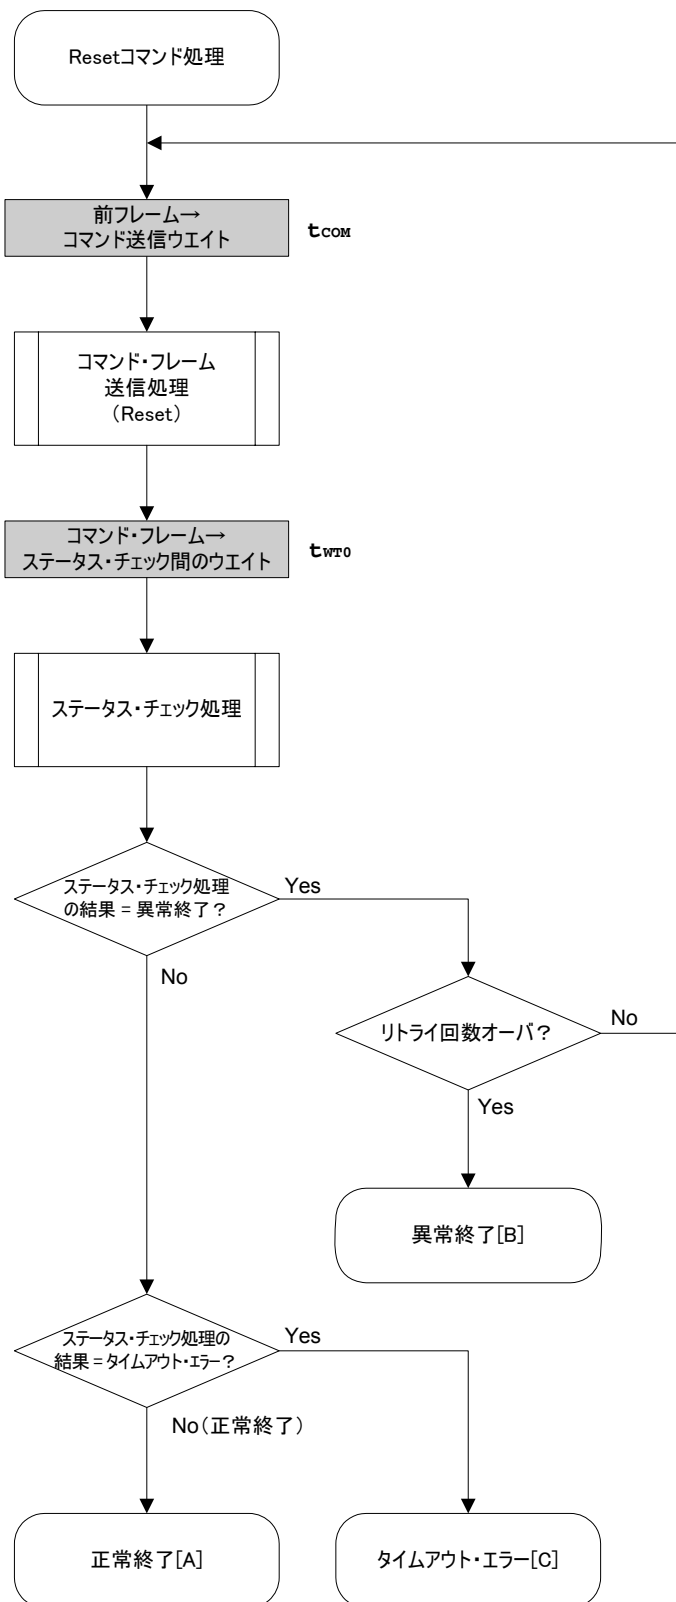 Resetコマンド処理
前フレーム→
コマンド送信ウエイト
tCOM
コマンド・フレーム
送信処理
（Reset）
コマンド・フレーム→
ステータス・チェック間のウエイト
tWT0
ステータス・チェック処理
ステータス・チェック処理
の結果 = 異常終了？
Yes
No
リトライ回数オーバ？
No
Yes
異常終了[B]
ステータス・チェック処理の
結果 = タイムアウト・エラー？
Yes
No（正常終了）
正常終了[A]
タイムアウト・エラー[C]